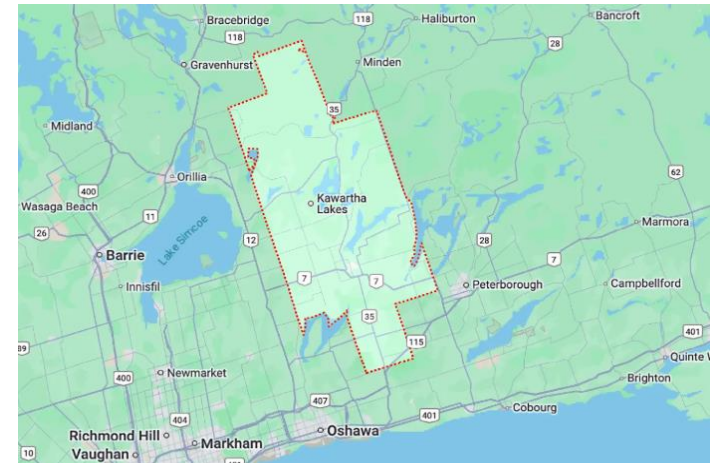 Bracebridge
118
Haliburton
Bancroft
118
28
Gravenhurst
Minden
10
35
Midland
62
Orillia
400
Kawartha
Lakes
Wasaga Beach
11
Marmora
26
Lake Simcoe
12
28
Barrie
7
7
7
Peterborough
Campbellford
Innisfil
35
401
89
115
Quinte W
Newmarket
400
Brighton
407
401
Cobourg
404
Oshawa
Richmond Hill
Markham
Vaughan
10